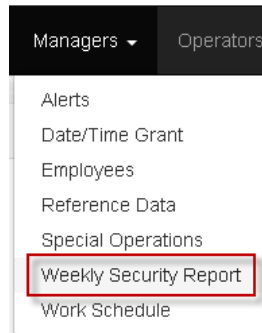 Managers Operators
Alerts
Date/Time Grant
Employees
Reference Data
Special Operations
Weekly Security Report
Work Schedule